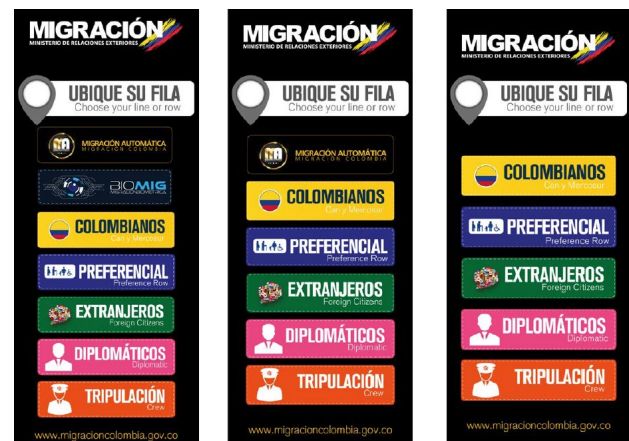 MIGRACIÓN
MINISTERIO DE RELACIONES EXTERIORES
UBIQUE SU FILA
Choose your line or row
MIGRACIÓN AUTOMÁTICA
MIGRACIÓN COLOMBIA
BIOMIG
COLOMBIANOS
Can y Mercosur
PREFERENCIAL
Preference Row
EXTRANJEROS
Foreign Citizens
DIPLOMÁTICOS
Diplomatic
TRIPULACIÓN
Crew
www.migracioncolombia.gov.co
MIGRACIÓN
MINISTERIO DE RELACIONES EXTERIORES
UBIQUE SU FILA
Choose your line or row
MIGRACIÓN AUTOMÁTICA
MIGRACIÓN COLOMBIA
COLOMBIANOS
Can y Mercosur
PREFERENCIAL
Preference Row
EXTRANJEROS
Foreign Citizens
DIPLOMÁTICOS
Diplomatic
TRIPULACIÓN
Crew
www.migracioncolombia.gov.co
MIGRACIÓN
MINISTERIO DE RELACIONES EXTERIORES
UBIQUE SU FILA
Choose your line or row
COLOMBIANOS
Can y Mercosur
PREFERENCIAL
Preference Row
EXTRANJEROS
Foreign Citizens
DIPLOMÁTICOS
Diplomatic
TRIPULACIÓN
Crew
www.migracioncolombia.gov.co